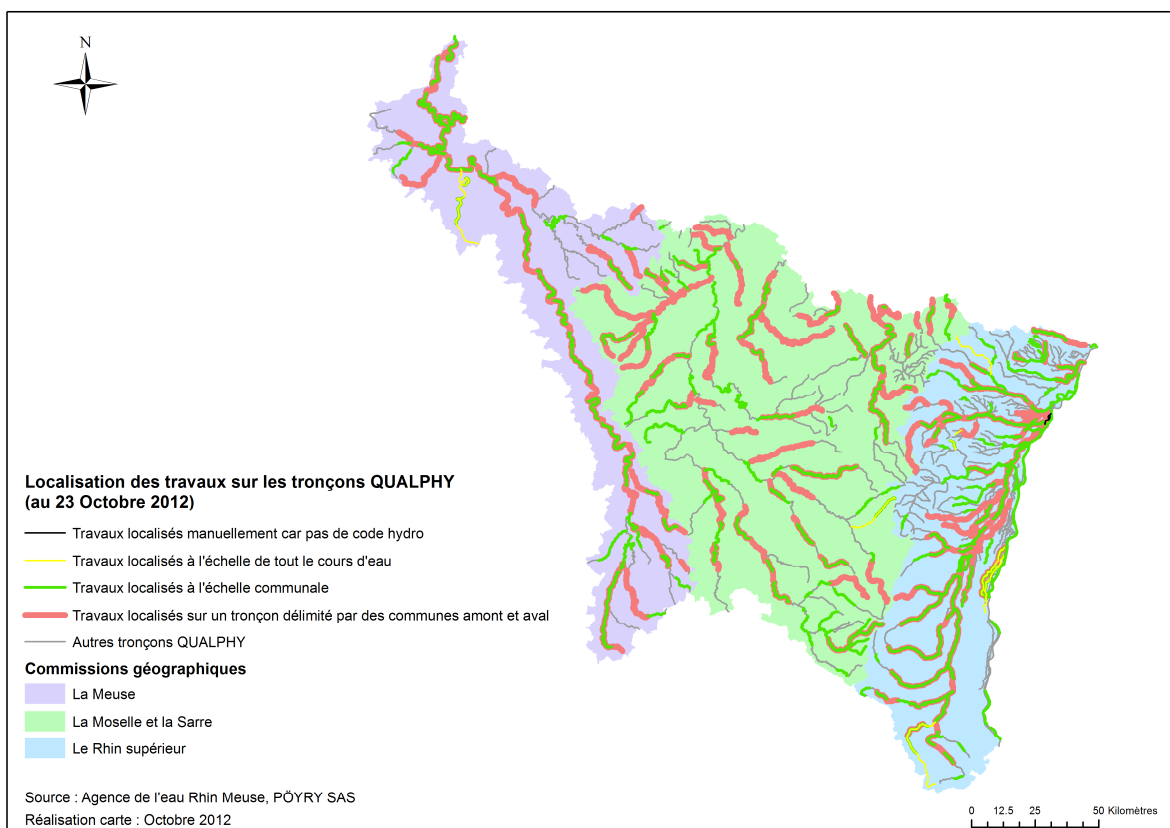 N
Localisation des travaux sur les tronçons QUALPHY
(au 23 Octobre 2012)
Travaux localisés manuellement car pas de code hydro
Travaux localisés à l'échelle de tout le cours d'eau
Travaux localisés à l'échelle communale
Travaux localisés sur un tronçon délimité par des communes amont et aval
Autres tronçons QUALPHY
Commissions géographiques
La Meuse
La Moselle et la Sarre
Le Rhin supérieur
Source : Agence de l'eau Rhin Meuse, PÖYRY SAS
Réalisation carte : Octobre 2012
0 12.5 25 50 Kilomètres